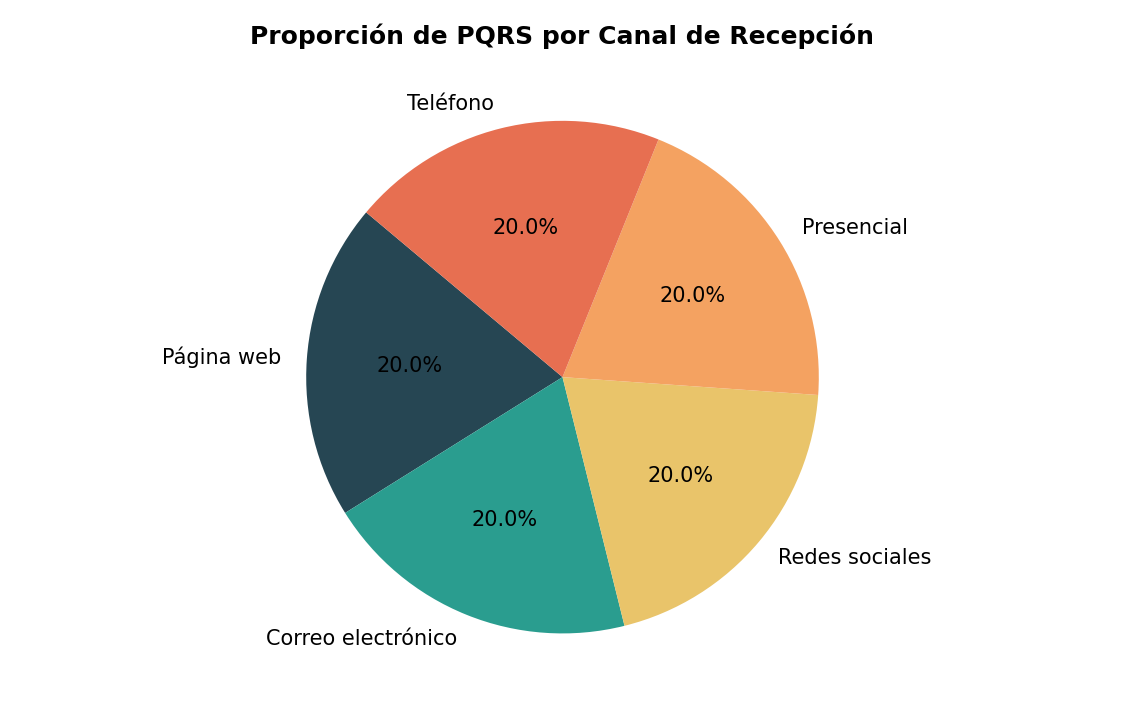 Proporción de PQRS por Canal de Recepción
Teléfono
20.0%
Presencial
20.0%
Página web
20.0%
Redes sociales
20.0%
Correo electrónico
20.0%